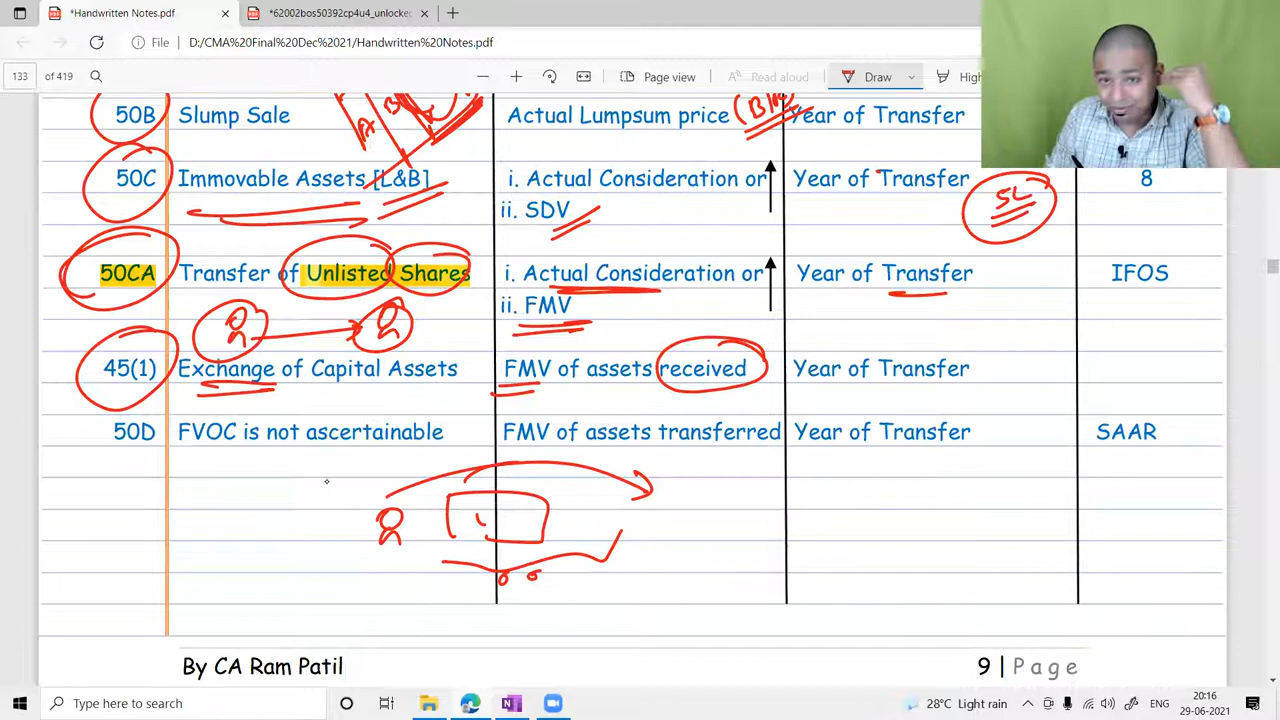 *Handwritten Notes.pdf
*62002bos50392cp4u4_unlocked
File D:/CMA%20Final%20Dec%2021/Handwritten%20Notes.pdf
133 of 419 Page view Read aloud Draw
50B Slump Sale Actual Lumpsum price Year of Transfer
50C Immovable Assets [L&B] i. Actual Consideration or Year of Transfer 8
ii. SDV
50CA Transfer of Unlisted Shares i. Actual Consideration or Year of Transfer IFOS
ii. FMV
45(1) Exchange of Capital Assets FMV of assets received Year of Transfer
50D FVOC is not ascertainable FMV of assets transferred Year of Transfer SAAR
By CA Ram Patil 9 | Page
Type here to search 28°C Light rain ENG 20:16
29-06-2021